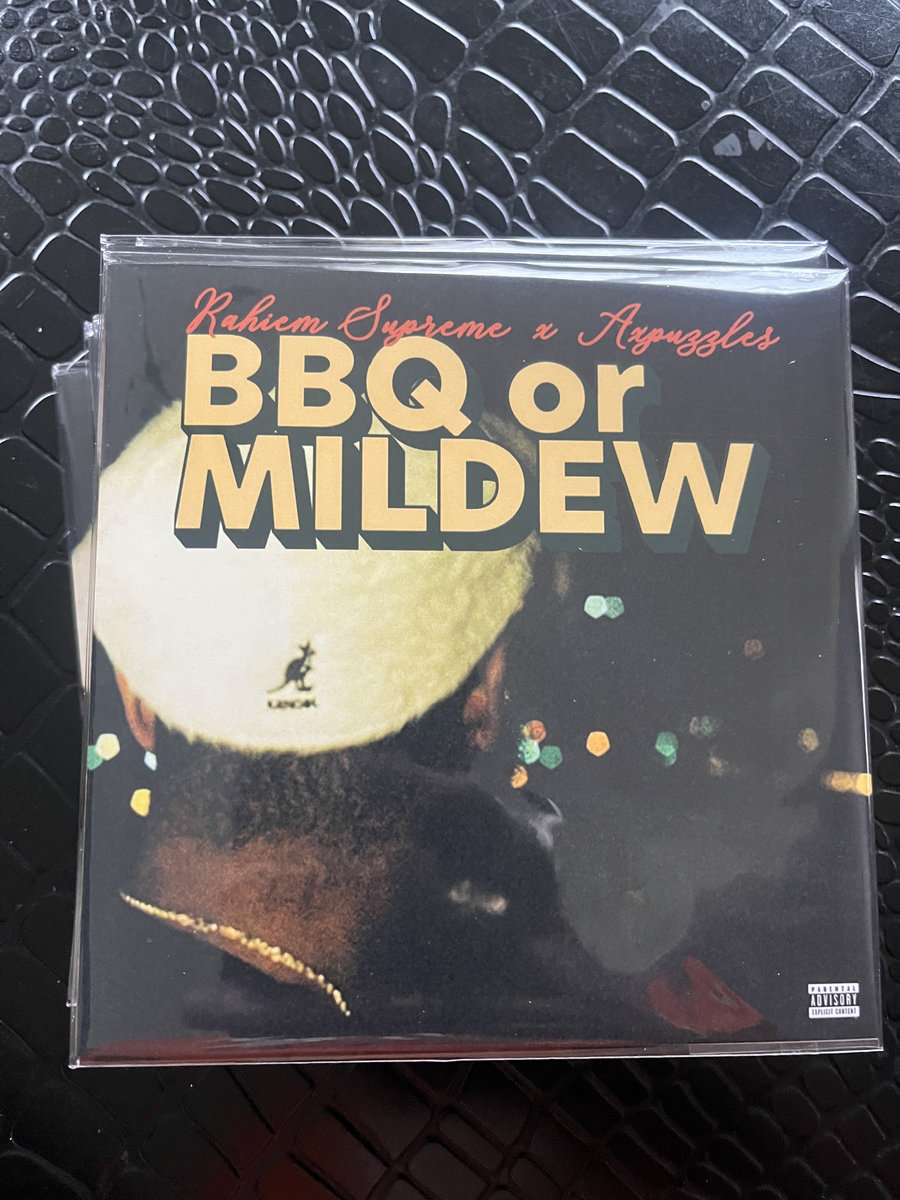 Rahiem Supreme x Axpuzzles
BBQ or
MILDEW
KANGOL
PARENTAL
ADVISORY
EXPLICIT CONTENT